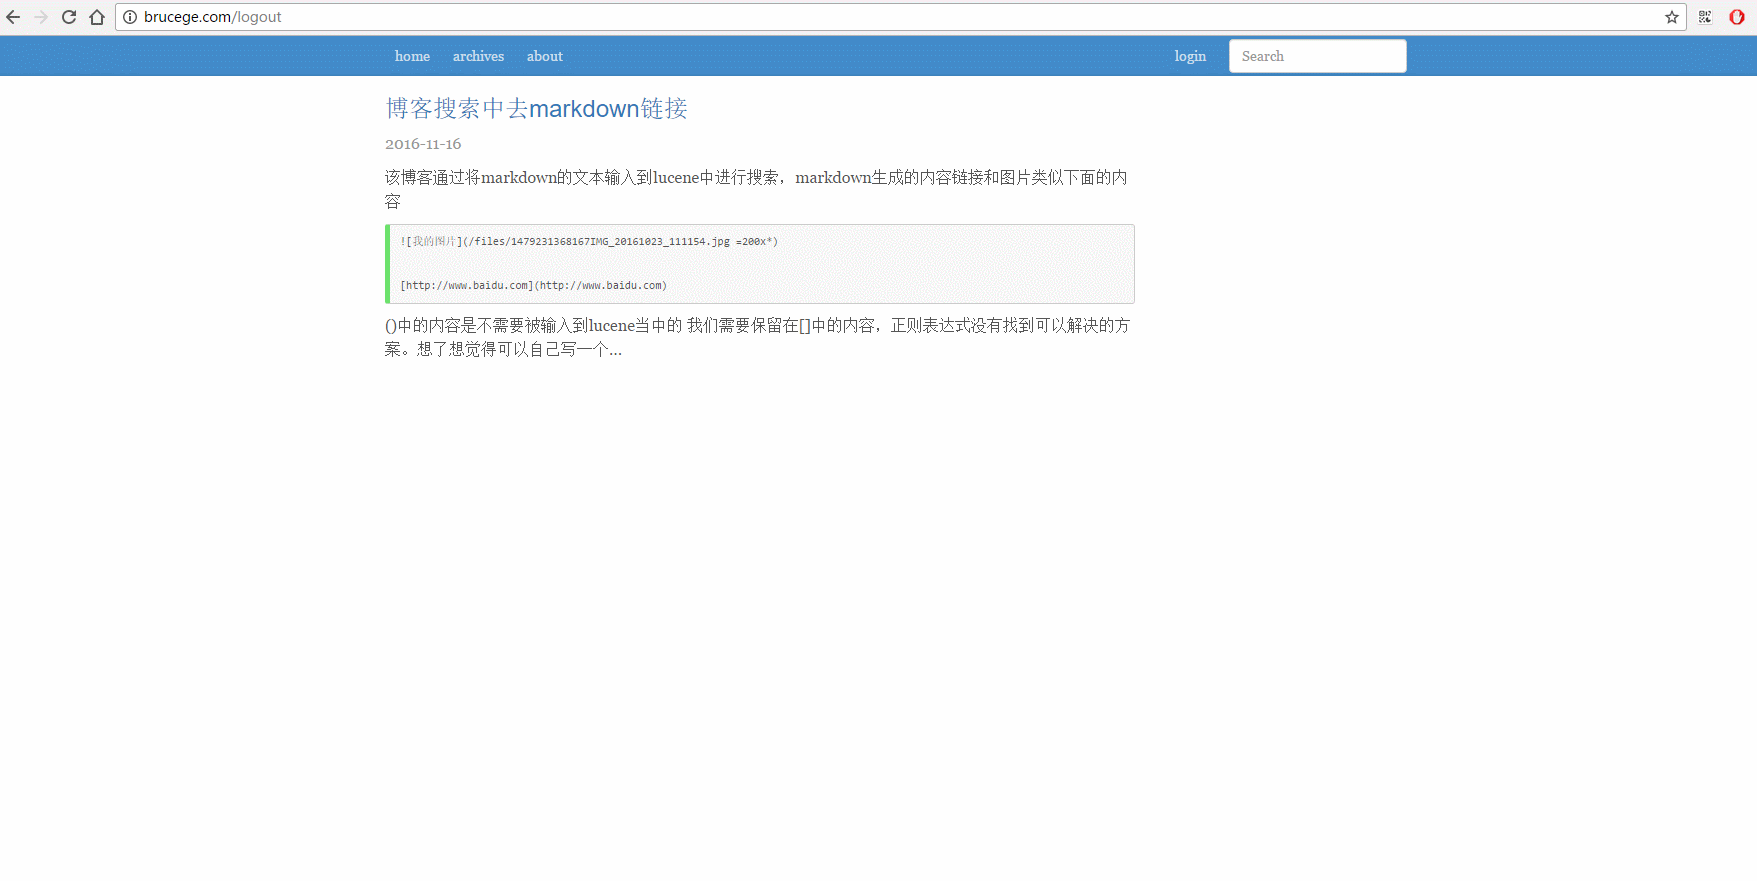 brucege.com/logout
home archives about login Search
博客搜索中去markdown链接
2016-11-16
该博客通过将markdown的文本输入到lucene中进行搜索，markdown生成的内容链接和图片类似下面的内
容
![我的图片](/files/1479231368167IMG_20161023_111154.jpg =200x*)
[http://www.baidu.com](http://www.baidu.com)
()中的内容是不需要被输入到lucene当中的 我们需要保留在[]中的内容，正则表达式没有找到可以解决的方
案。想了想觉得可以自己写一个...